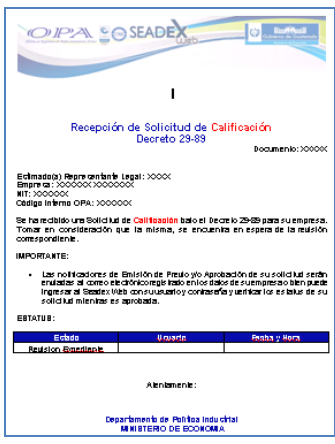 OPA SEADEX Web Gobierno de Guatemala
I
Recepción de Solicitud de Calificación
Decreto 29-89
Documento: XXXXX
Estimado(a) Representante Legal: XXXX
Empresa: XXXXXX XXXXXXX
NIT: XXXXXX
Código Interno OPA: XXXXXX
Se ha recibido una Solicitud de Calificación bajo el Decreto 29-89 para su empresa.
Tomar en consideración que la misma, se encuentra en espera de la revisión
correspondiente.
IMPORTANTE:
• Las notificaciones de Emisión de Previo y/o Aprobación de su solicitud serán
enviadas al correo electrónico registrado en los datos de su empresa o bien puede
ingresar al Seadex Web con su usuario y contraseña y verificar los estatus de su
solicitud mientras es aprobada.
ESTATUS:
Estado Usuario Fecha y Hora
Revision Expediente
Atentamente:
Departamento de Política Industrial
MINISTERIO DE ECONOMIA